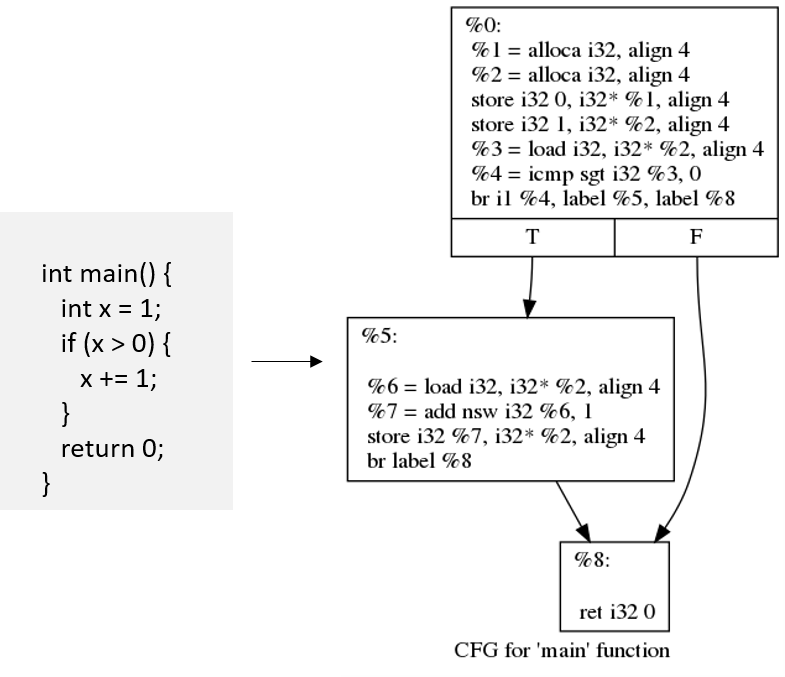 int main() {
int x = 1;
if (x > 0) {
x += 1;
}
return 0;
}
%0:
%1 = alloca i32, align 4
%2 = alloca i32, align 4
store i32 0, i32* %1, align 4
store i32 1, i32* %2, align 4
%3 = load i32, i32* %2, align 4
%4 = icmp sgt i32 %3, 0
br i1 %4, label %5, label %8
T
F
%5:
%6 = load i32, i32* %2, align 4
%7 = add nsw i32 %6, 1
store i32 %7, i32* %2, align 4
br label %8
%8:
ret i32 0
CFG for 'main' function